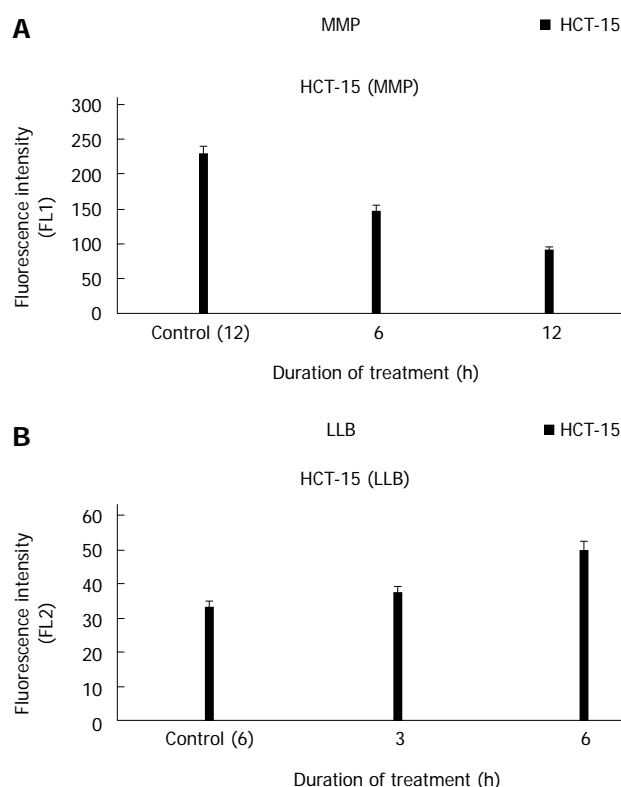 A
MMP
HCT-15
HCT-15 (MMP)
Fluorescence intensity
(FL1)
300
250
200
150
100
50
0
Control (12)
6
12
Duration of treatment (h)
B
LLB
HCT-15
HCT-15 (LLB)
Fluorescence intensity
(FL2)
60
50
40
30
20
10
0
Control (6)
3
6
Duration of treatment (h)